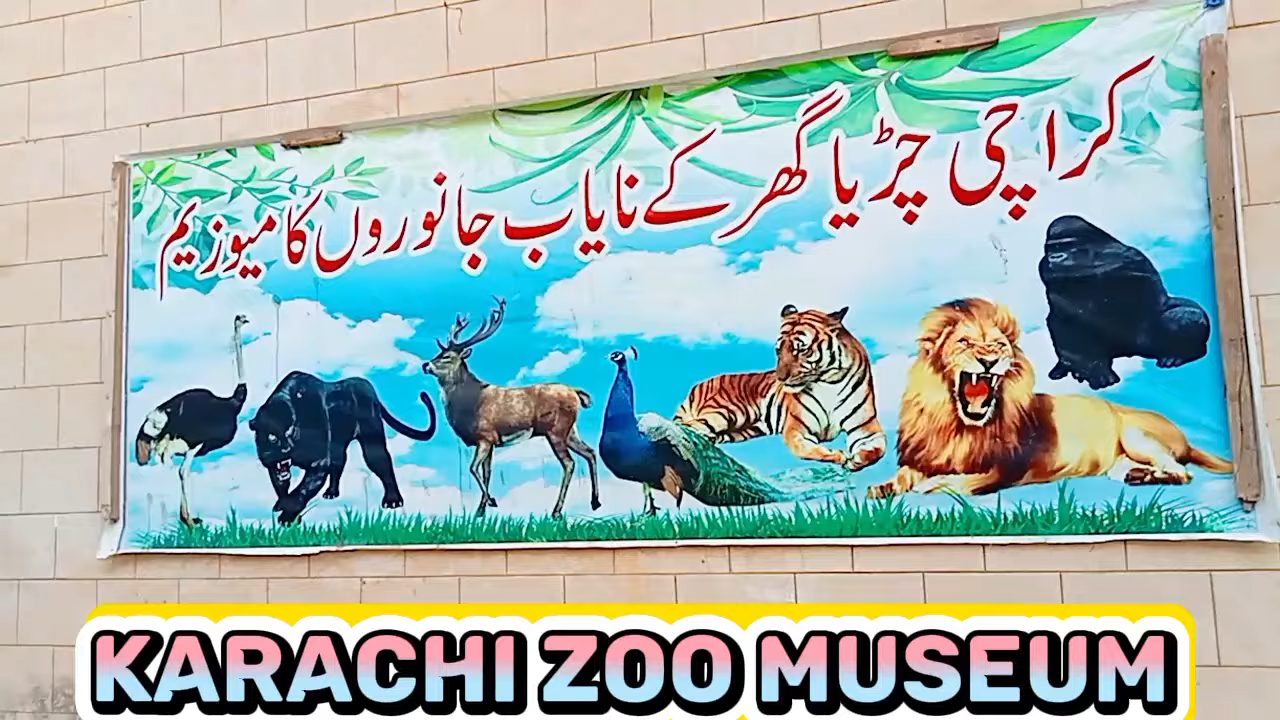 کراچی چڑیا گھر کے نایاب جانوروں کا میوزیم
KARACHI ZOO MUSEUM